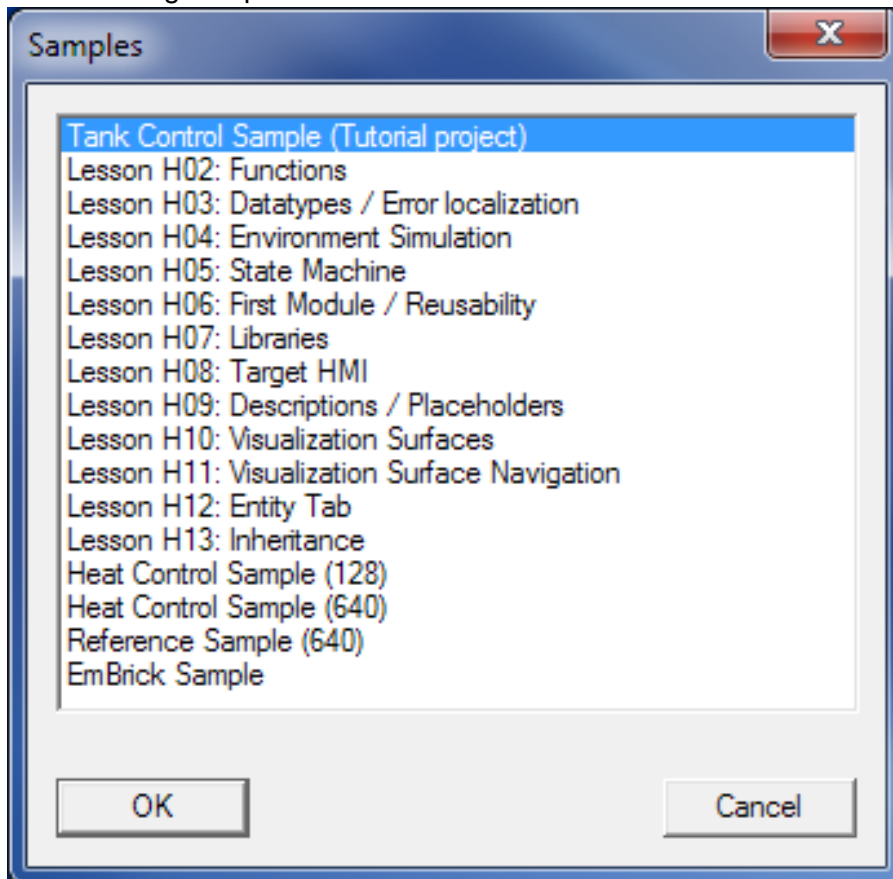 Samples
Tank Control Sample (Tutorial project)
Lesson H02: Functions
Lesson H03: Datatypes / Error localization
Lesson H04: Environment Simulation
Lesson H05: State Machine
Lesson H06: First Module / Reusability
Lesson H07: Libraries
Lesson H08: Target HMI
Lesson H09: Descriptions / Placeholders
Lesson H10: Visualization Surfaces
Lesson H11: Visualization Surface Navigation
Lesson H12: Entity Tab
Lesson H13: Inheritance
Heat Control Sample (128)
Heat Control Sample (640)
Reference Sample (640)
EmBrick Sample
OK Cancel